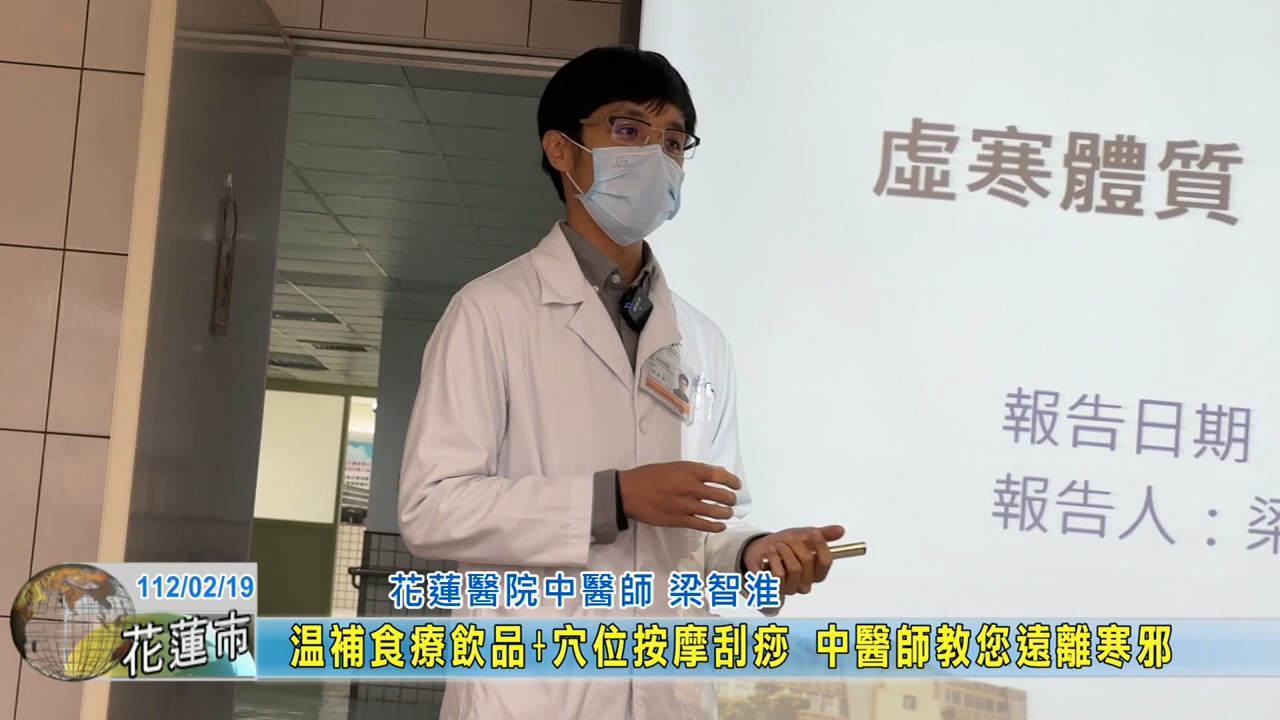 虛寒體質
報告日期
報告人：梁
112/02/19
花蓮市
花蓮醫院中醫師 梁智淮
温補食療飲品+穴位按摩刮痧 中醫師教您遠離寒邪